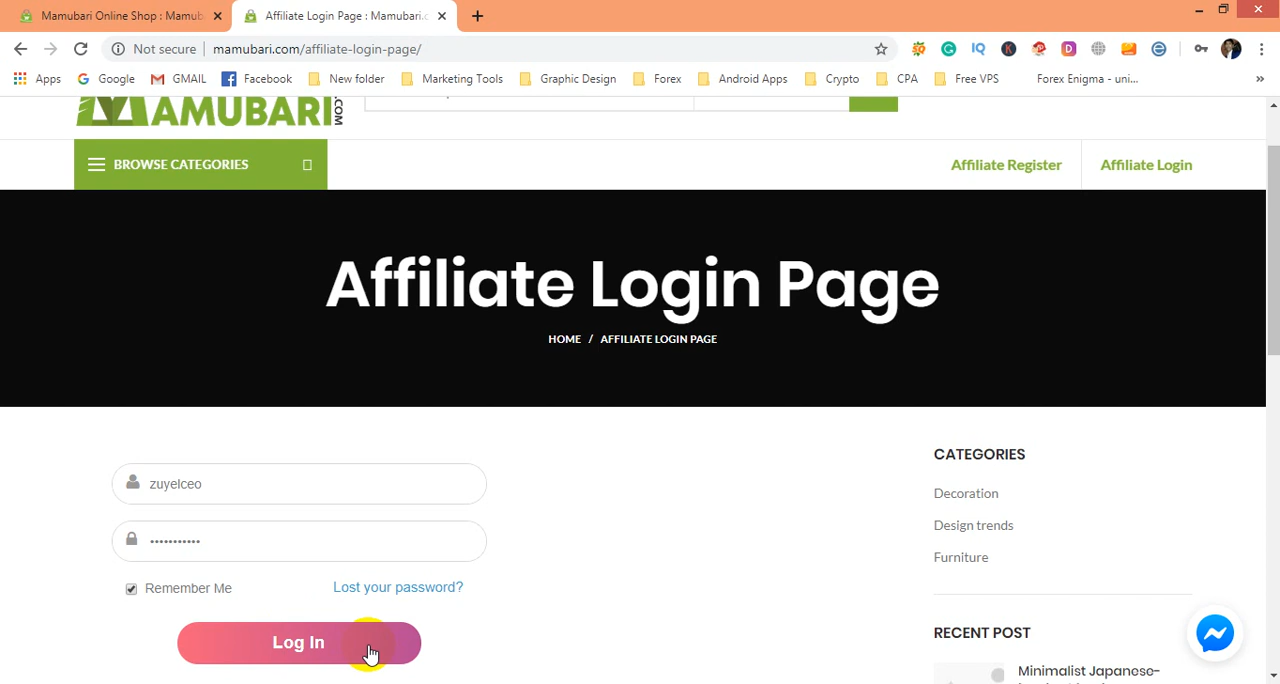 Mamubari Online Shop : Mamub
Affiliate Login Page : Mamubari.c
Not secure | mamubari.com/affiliate-login-page/
Apps Google GMAIL Facebook New folder Marketing Tools Graphic Design Forex Android Apps Crypto CPA Free VPS Forex Enigma - uni... »
MAMUBARI.COM
BROWSE CATEGORIES
Affiliate Register
Affiliate Login
Affiliate Login Page
HOME / AFFILIATE LOGIN PAGE
zuyelceo
•••••••••••
Remember Me
Lost your password?
Log In
CATEGORIES
Decoration
Design trends
Furniture
RECENT POST
Minimalist Japanese-